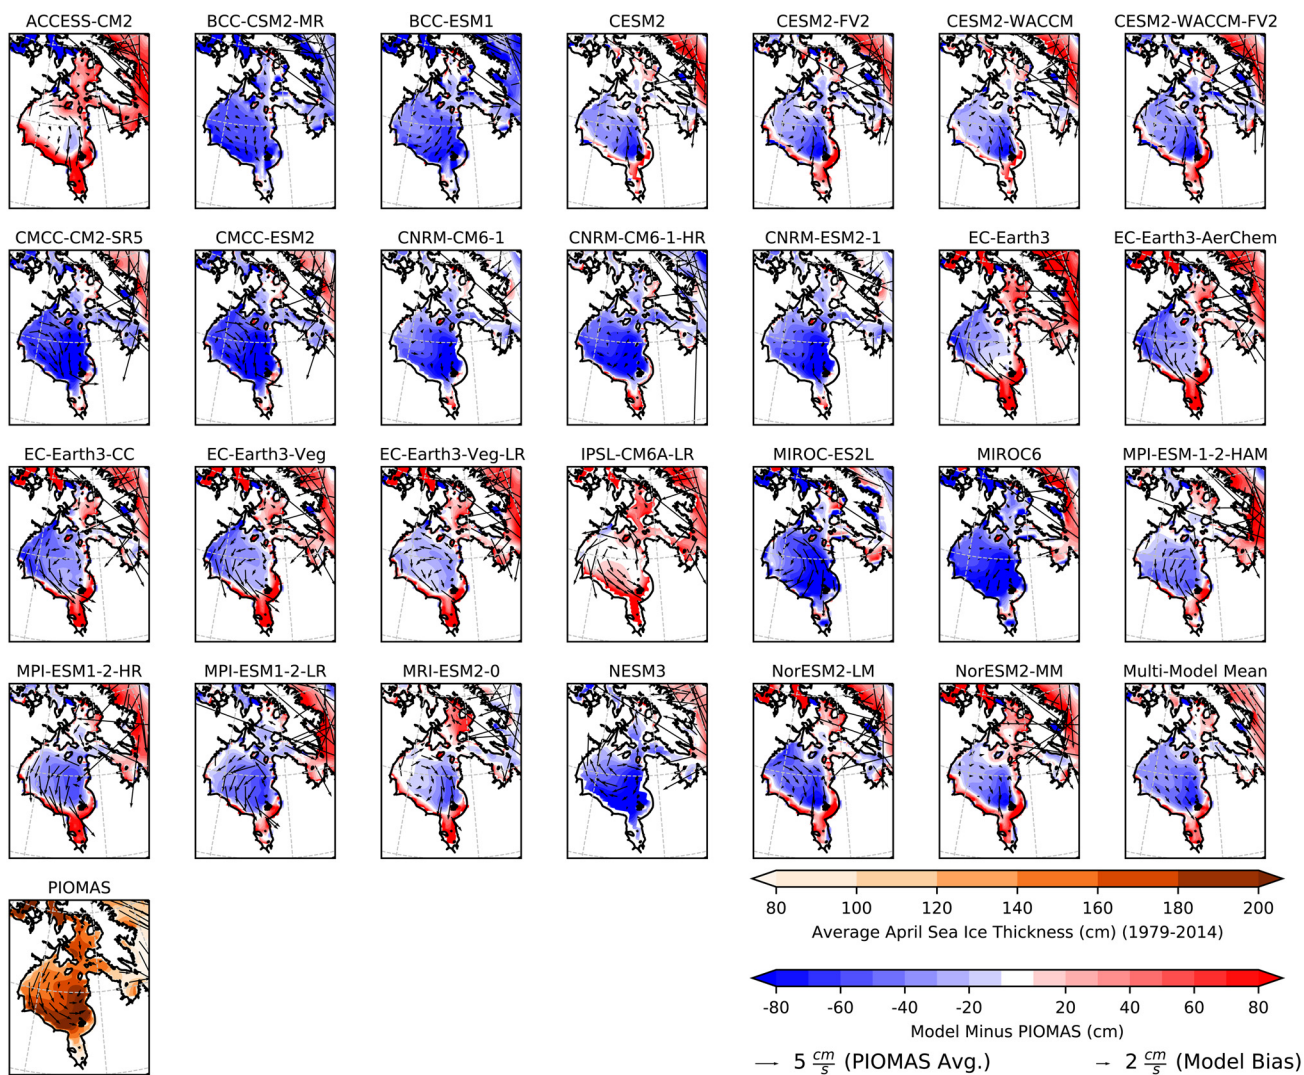 ACCESS-CM2 BCC-CSM2-MR BCC-ESM1 CESM2 CESM2-FV2 CESM2-WACCM CESM2-WACCM-FV2
CMCC-CM2-SR5 CMCC-ESM2 CNRM-CM6-1 CNRM-CM6-1-HR CNRM-ESM2-1 EC-Earth3 EC-Earth3-AerChem
EC-Earth3-CC EC-Earth3-Veg EC-Earth3-Veg-LR IPSL-CM6A-LR MIROC-ES2L MIROC6 MPI-ESM-1-2-HAM
MPI-ESM1-2-HR MPI-ESM1-2-LR MRI-ESM2-0 NESM3 NorESM2-LM NorESM2-MM Multi-Model Mean
PIOMAS
80 100 120 140 160 180 200
Average April Sea Ice Thickness (cm) (1979-2014)
-80 -60 -40 -20 20 40 60 80
Model Minus PIOMAS (cm)
5 cm/s (PIOMAS Avg.) 2 cm/s (Model Bias)